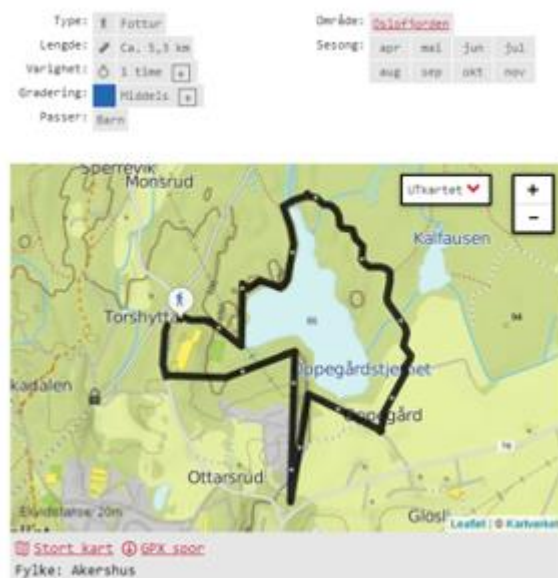 Type: Fottur
Lengde: Ca. 5,5 km
Varighet: 1 time +
Gradering: Middels +
Passer: Barn
Område: Oslofjorden
Sesong: apr mai jun jul
aug sep okt nov
Sperrevik
Monsrud
UTkartet
+
−
Kalfausen
Torshytta
Oppegårdstjernet
kadalen
Oppegård
Ottarsrud
Ekvidistanse 20m
Leaflet | © Kartverket
Stort kart GPX spor
Fylke: Akershus